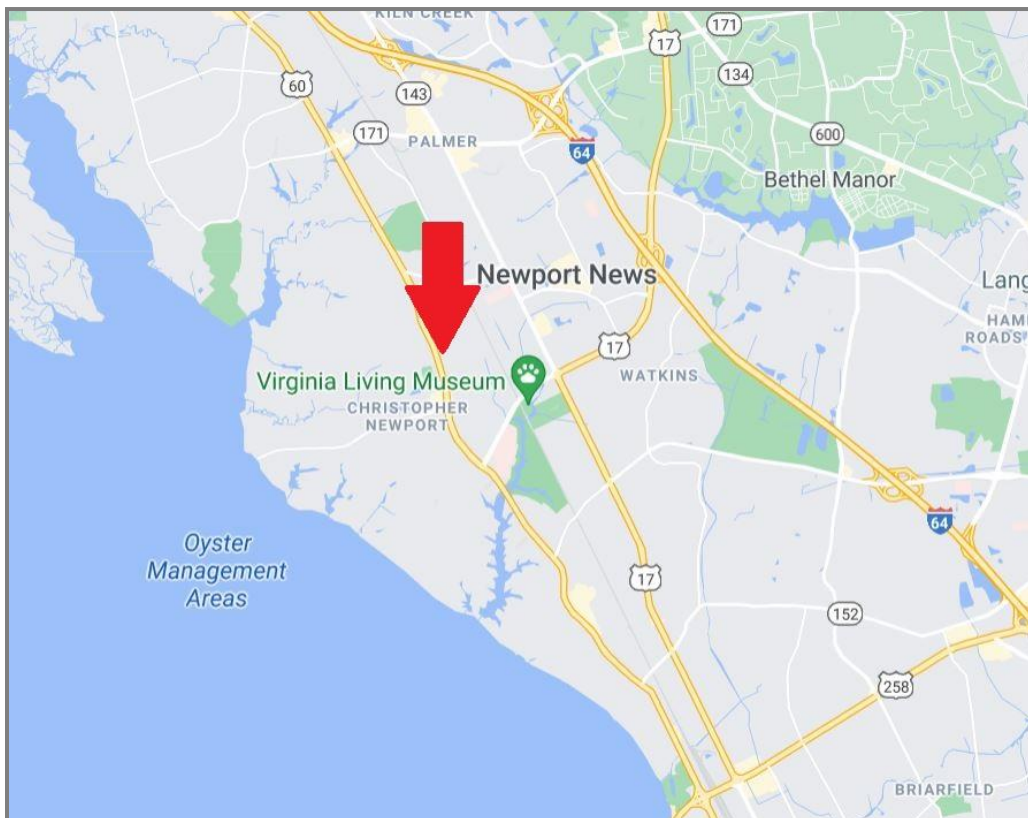 KILN CREEK
171
17
60
134
143
171
PALMER
600
64
Bethel Manor
Newport News
Lang
HAM
ROADS
17
Virginia Living Museum
WATKINS
CHRISTOPHER
NEWPORT
64
Oyster
Management
Areas
17
152
258
BRIARFIELD